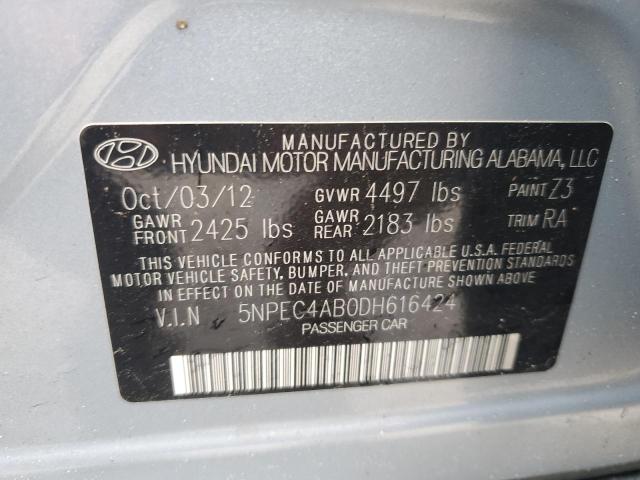 MANUFACTURED BY
HYUNDAI MOTOR MANUFACTURING ALABAMA, LLC
Oct/03/12 GVWR 4497 lbs PAINT Z3
GAWR FRONT 2425 lbs GAWR REAR 2183 lbs TRIM RA
THIS VEHICLE CONFORMS TO ALL APPLICABLE U.S.A. FEDERAL
MOTOR VEHICLE SAFETY, BUMPER, AND THEFT PREVENTION STANDARDS
IN EFFECT ON THE DATE OF MANUFACTURE SHOWN ABOVE
V.I.N 5NPEC4AB0DH616424
PASSENGER CAR